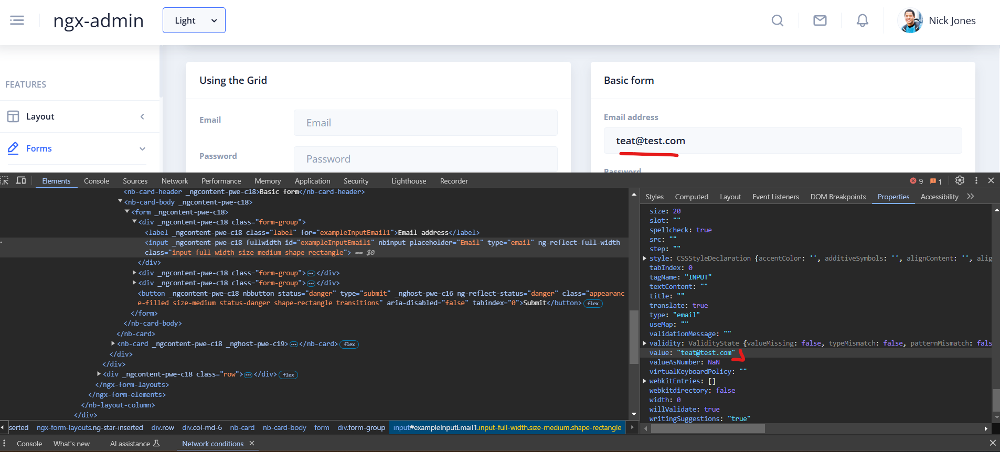 ngx-admin
Light
Nick Jones
FEATURES
Layout
Forms
Using the Grid
Email
Email
Password
Password
Basic form
Email address
teat@test.com
Password
Elements Console Sources Network Performance Memory Application Security Lighthouse Recorder
9 1
<nb-card-header _ngcontent-pwe-c18>Basic form</nb-card-header>
<nb-card-body _ngcontent-pwe-c18>
<form _ngcontent-pwe-c18>
<div _ngcontent-pwe-c18 class="form-group">
<label _ngcontent-pwe-c18 class="label" for="exampleInputEmail1">Email address</label>
<input _ngcontent-pwe-c18 fullwidth id="exampleInputEmail1" nbinput placeholder="Email" type="email" ng-reflect-full-width
class="input-full-width size-medium shape-rectangle"> == $0
</div>
<div _ngcontent-pwe-c18 class="form-group">⋯</div>
<div _ngcontent-pwe-c18 class="form-group">⋯</div>
<button _ngcontent-pwe-c18 nbbutton status="danger" type="submit" _nghost-pwe-c16 ng-reflect-status="danger" class="appearanc
e-filled size-medium status-danger shape-rectangle transitions" aria-disabled="false" tabindex="0">Submit</button> flex
</form>
</nb-card-body>
</nb-card>
<nb-card _ngcontent-pwe-c18 _nghost-pwe-c19>⋯</nb-card> flex
</div>
</div>
<div _ngcontent-pwe-c18 class="row">⋯</div> flex
</ngx-form-layouts>
</ngx-form-elements>
</nb-layout-column>
</div>
serted ngx-form-layouts.ng-star-inserted div.row div.col-md-6 nb-card nb-card-body form div.form-group input#exampleInputEmail1.input-full-width.size-medium.shape-rectangle
Styles Computed Layout Event Listeners DOM Breakpoints Properties Accessibility
size: 20
slot: ""
spellcheck: true
src: ""
step: ""
style: CSSStyleDeclaration {accentColor: '', additiveSymbols: '', alignContent: '', alig
tabIndex: 0
tagName: "INPUT"
textContent: ""
title: ""
translate: true
type: "email"
useMap: ""
validationMessage: ""
validity: ValidityState {valueMissing: false, typeMismatch: false, patternMismatch: fals
value: "teat@test.com"
valueAsNumber: NaN
virtualKeyboardPolicy: ""
webkitEntries: []
webkitdirectory: false
width: 0
willValidate: true
writingSuggestions: "true"
Console What's new AI assistance Network conditions